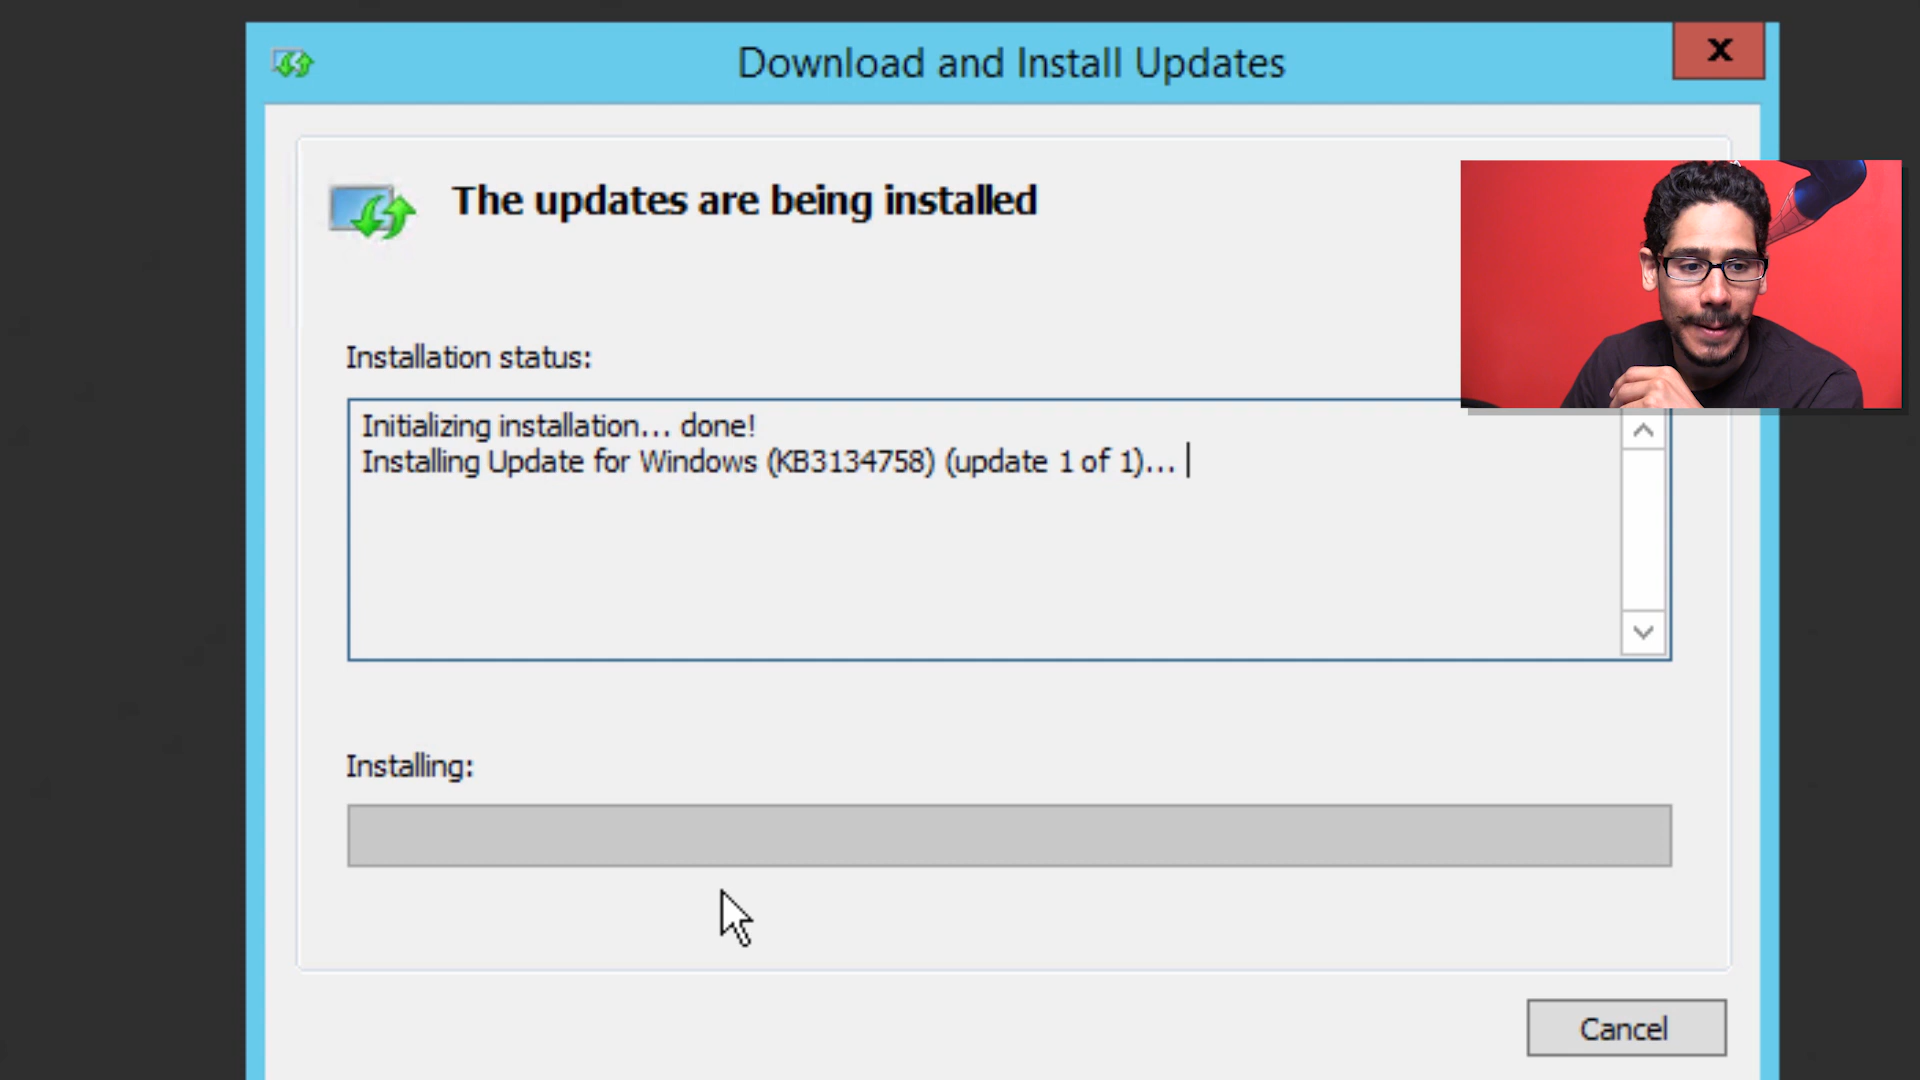 Download and Install Updates
x
The updates are being installed
Installation status:
Initializing installation... done!
Installing Update for Windows (KB3134758) (update 1 of 1)...
Installing:
Cancel